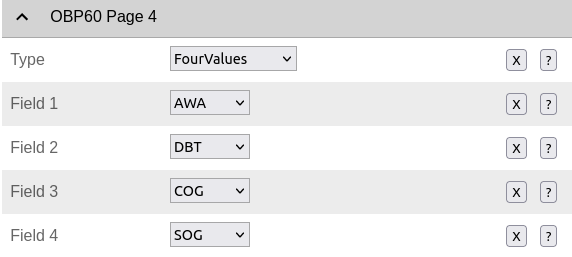 OBP60 Page 4
Type FourValues X ?
Field 1 AWA X ?
Field 2 DBT X ?
Field 3 COG X ?
Field 4 SOG X ?